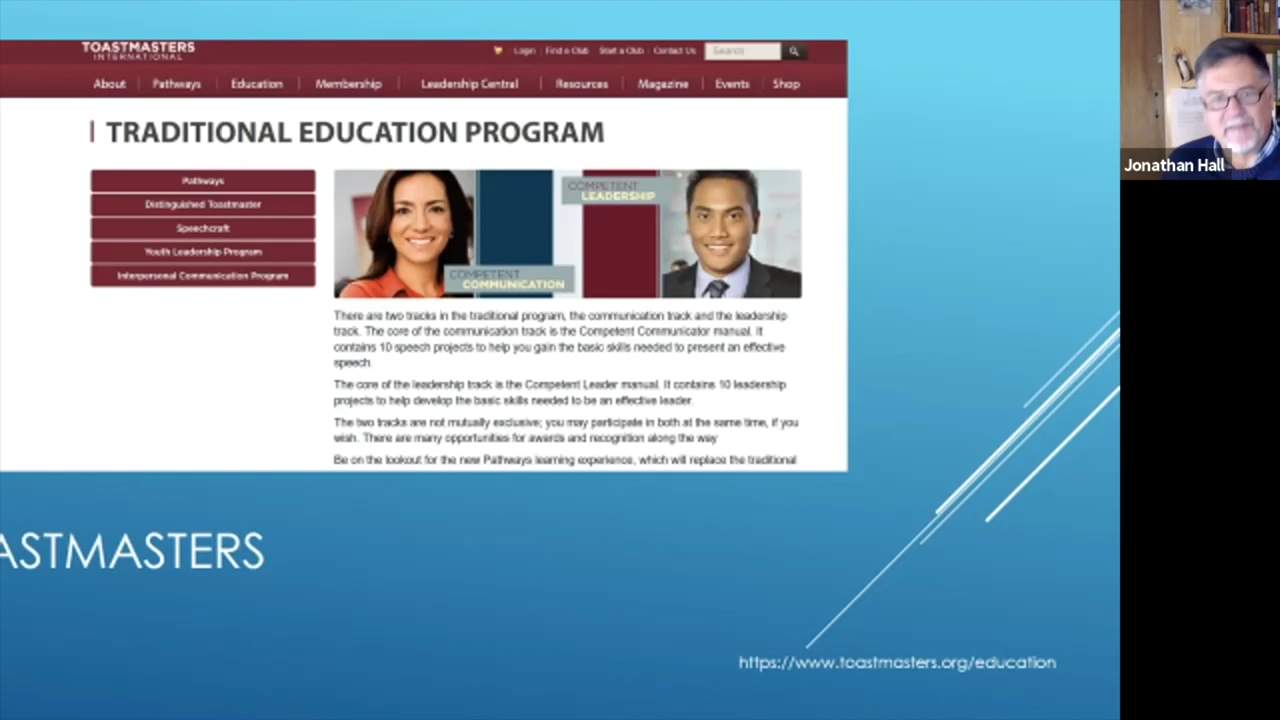 TOASTMASTERS
INTERNATIONAL
Login Find a Club Start a Club Contact Us Search
About Pathways Education Membership Leadership Central Resources Magazine Events Shop
TRADITIONAL EDUCATION PROGRAM
Pathways
Distinguished Toastmaster
Speechcraft
Youth Leadership Program
Interpersonal Communication Program
COMPETENT
COMMUNICATION
COMPETENT
LEADERSHIP
There are two tracks in the traditional program, the communication track and the leadership
track. The core of the communication track is the Competent Communicator manual. It
contains 10 speech projects to help you gain the basic skills needed to present an effective
speech.
The core of the leadership track is the Competent Leader manual. It contains 10 leadership
projects to help develop the basic skills needed to be an effective leader.
The two tracks are not mutually exclusive; you may participate in both at the same time, if you
wish. There are many opportunities for awards and recognition along the way
Be on the lookout for the new Pathways learning experience, which will replace the traditional
ASTMASTERS
https://www.toastmasters.org/education
Jonathan Hall